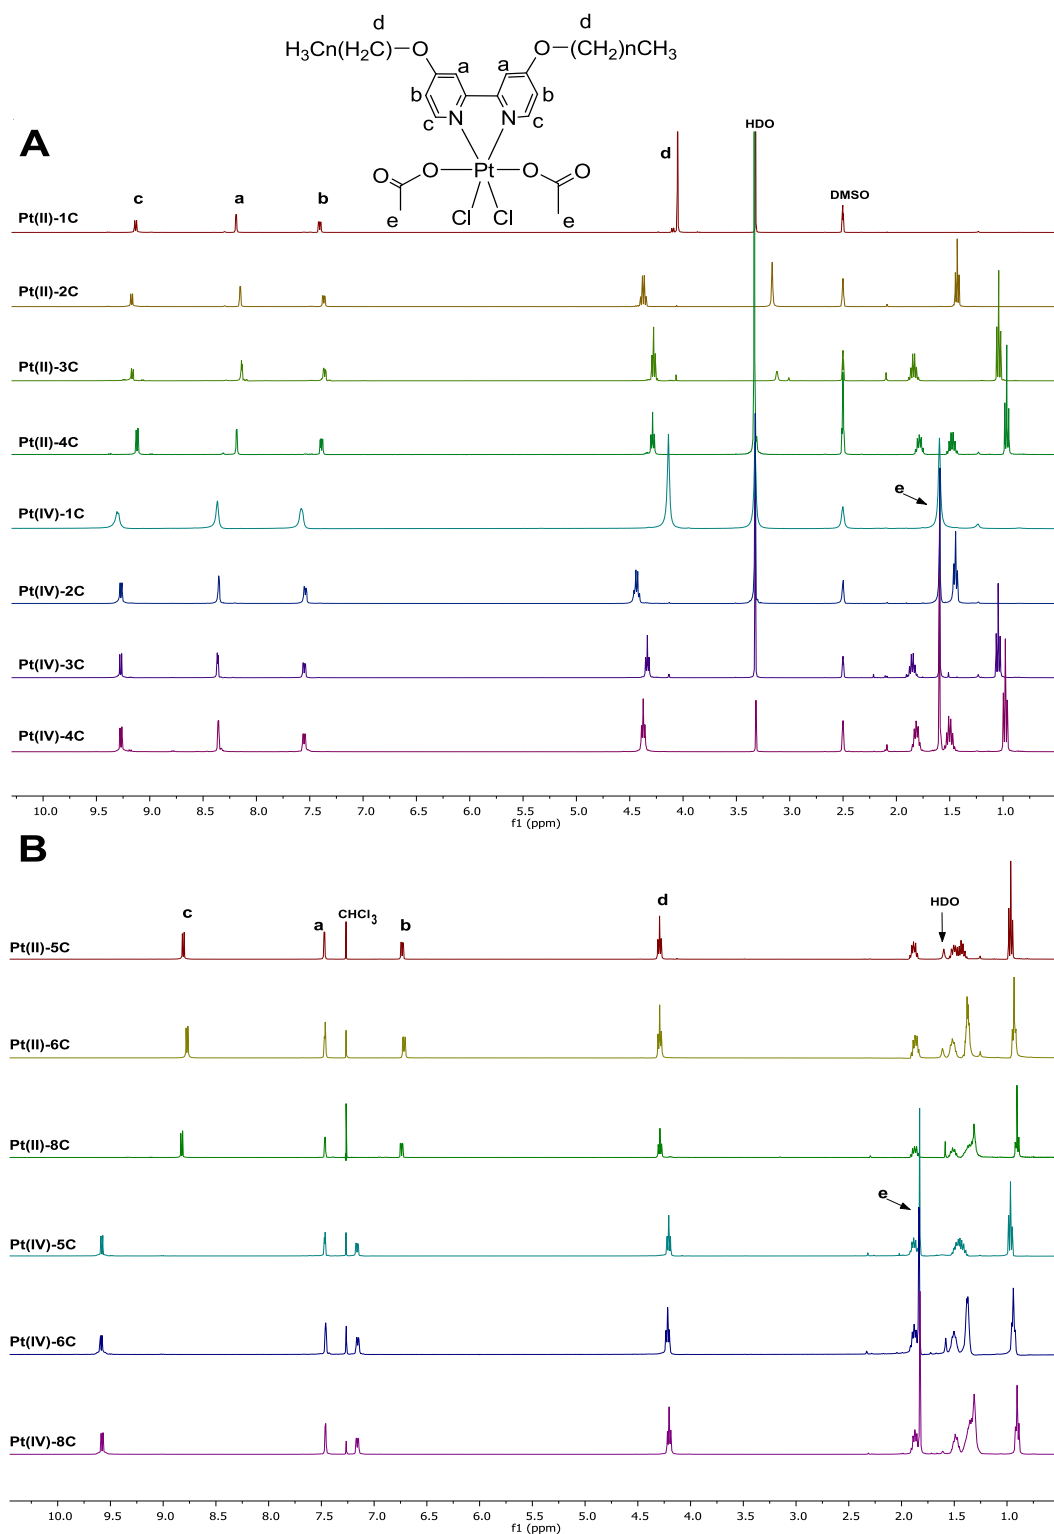 d
d
H3Cn(H2C)-O
O-(CH2)nCH3
a
a
b
b
c
N
N
c
A
HDO
O
O
Pt
O
O
d
c
a
b
e
Cl
Cl
e
DMSO
Pt(II)-1C
Pt(II)-2C
Pt(II)-3C
Pt(II)-4C
e
Pt(IV)-1C
Pt(IV)-2C
Pt(IV)-3C
Pt(IV)-4C
10.0 9.5 9.0 8.5 8.0 7.5 7.0 6.5 6.0 5.5 5.0 4.5 4.0 3.5 3.0 2.5 2.0 1.5 1.0
f1 (ppm)
B
c
a
CHCl3
b
d
HDO
Pt(II)-5C
Pt(II)-6C
Pt(II)-8C
e
Pt(IV)-5C
Pt(IV)-6C
Pt(IV)-8C
10.0 9.5 9.0 8.5 8.0 7.5 7.0 6.5 6.0 5.5 5.0 4.5 4.0 3.5 3.0 2.5 2.0 1.5 1.0
f1 (ppm)